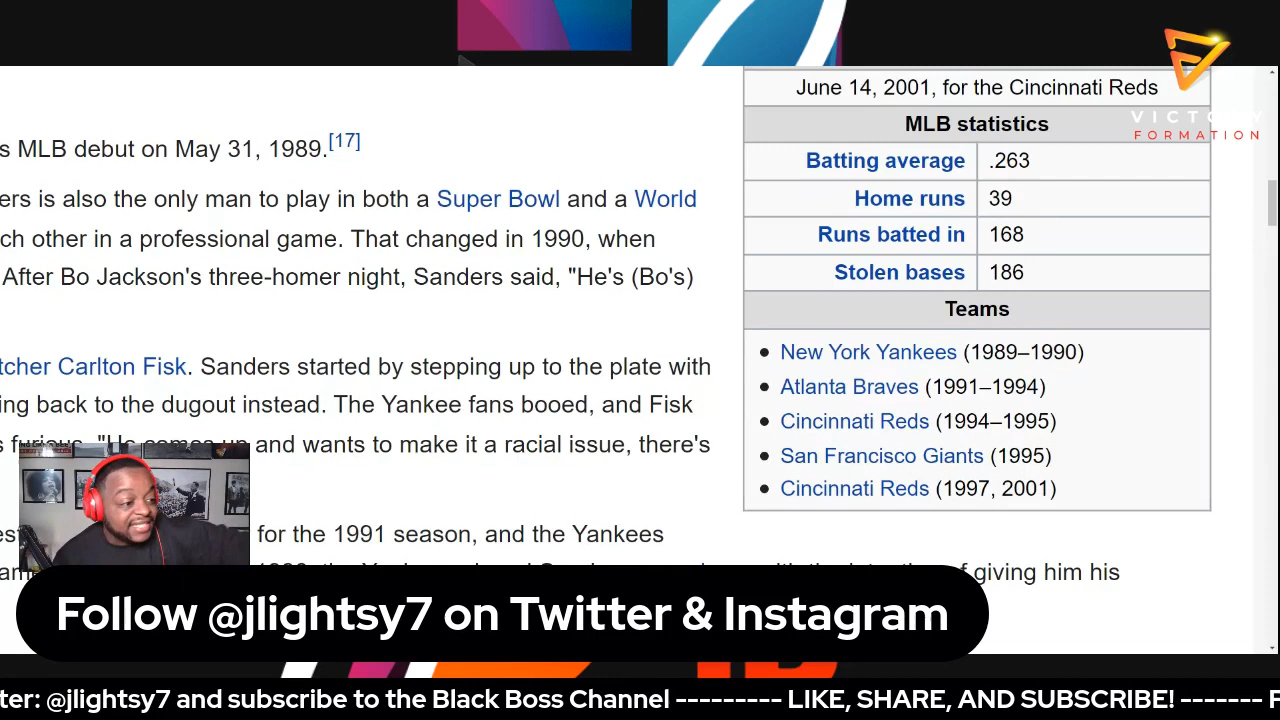 June 14, 2001, for the Cincinnati Reds
VICTORY
FORMATION
MLB statistics
Batting average .263
Home runs 39
Runs batted in 168
Stolen bases 186
Teams
New York Yankees (1989–1990)
Atlanta Braves (1991–1994)
Cincinnati Reds (1994–1995)
San Francisco Giants (1995)
Cincinnati Reds (1997, 2001)
s MLB debut on May 31, 1989.[17]
ers is also the only man to play in both a Super Bowl and a World
ch other in a professional game. That changed in 1990, when
After Bo Jackson's three-homer night, Sanders said, "He's (Bo's)
tcher Carlton Fisk. Sanders started by stepping up to the plate with
ing back to the dugout instead. The Yankee fans booed, and Fisk
s furious. "He comes up and wants to make it a racial issue, there's
for the 1991 season, and the Yankees
giving him his
Follow @jlightsy7 on Twitter & Instagram
ter: @jlightsy7 and subscribe to the Black Boss Channel --------- LIKE, SHARE, AND SUBSCRIBE! ------- F